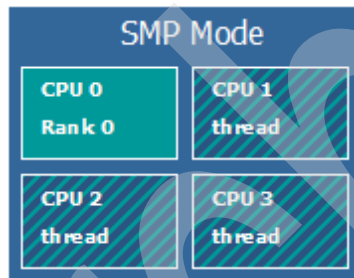 SMP Mode
CPU 0
Rank 0
CPU 1
thread
CPU 2
thread
CPU 3
thread